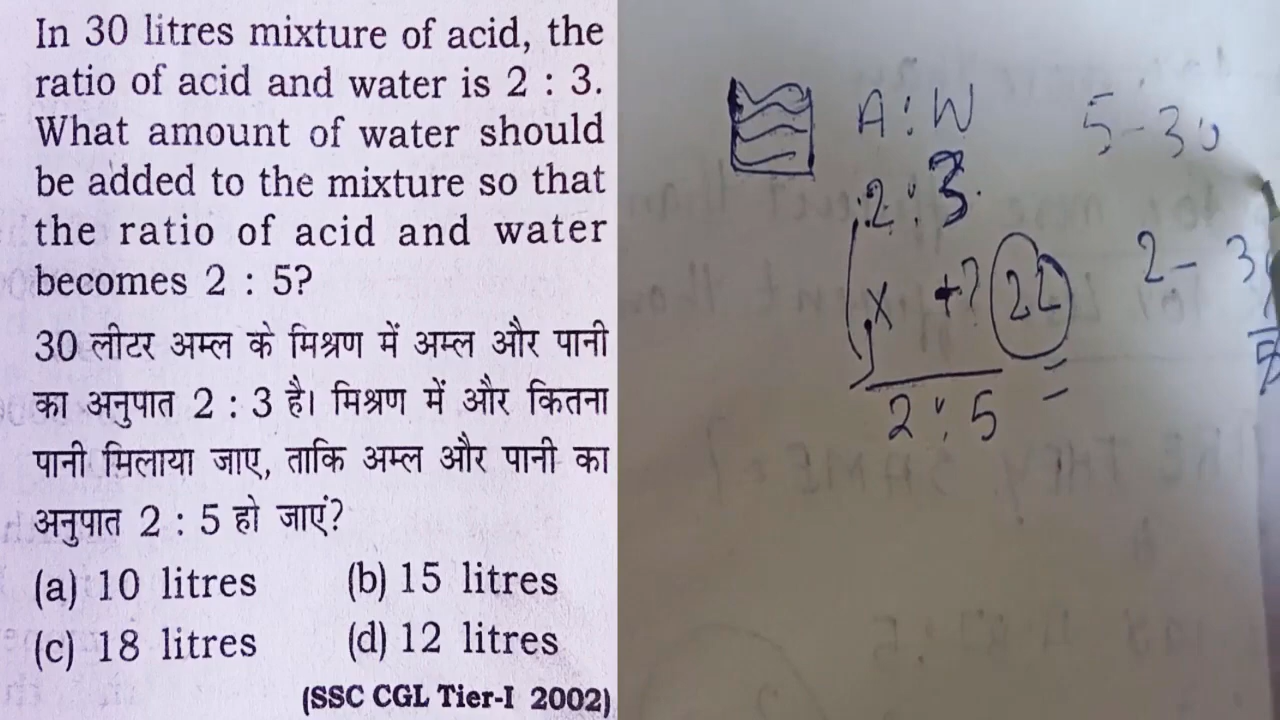 In 30 litres mixture of acid, the
ratio of acid and water is 2 : 3.
What amount of water should
be added to the mixture so that
the ratio of acid and water
becomes 2 : 5?
30 लीटर अम्ल के मिश्रण में अम्ल और पानी
का अनुपात 2 : 3 है। मिश्रण में और कितना
पानी मिलाया जाए, ताकि अम्ल और पानी का
अनुपात 2 : 5 हो जाएं?
(a) 10 litres (b) 15 litres
(c) 18 litres (d) 12 litres
(SSC CGL Tier-I 2002)
A : W
2 : 3
x +? 22
2 : 5
5 - 30
2 - 30
5